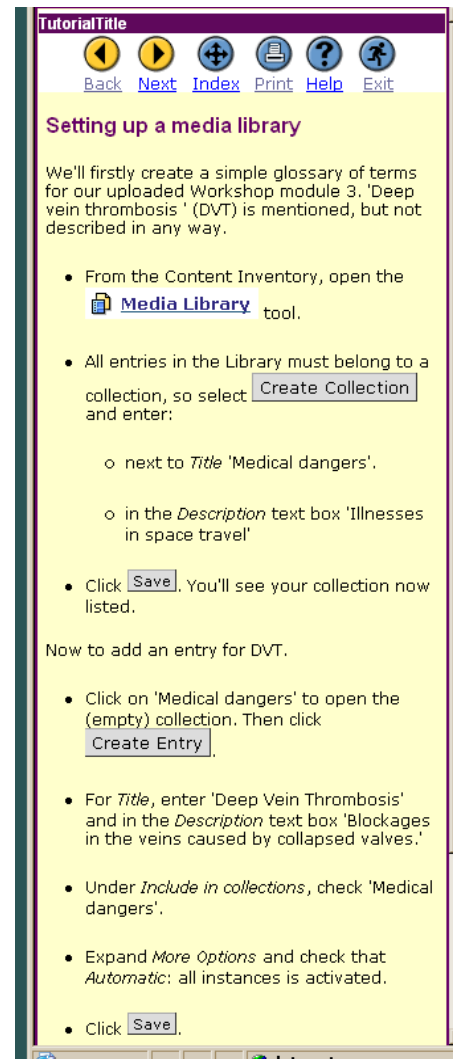 TutorialTitle
Back Next Index Print Help Exit
Setting up a media library
We'll firstly create a simple glossary of terms
for our uploaded Workshop module 3. 'Deep
vein thrombosis ' (DVT) is mentioned, but not
described in any way.
From the Content Inventory, open the
Media Library tool.
All entries in the Library must belong to a
collection, so select Create Collection
and enter:
next to Title 'Medical dangers'.
in the Description text box 'Illnesses
in space travel'
Click Save. You'll see your collection now
listed.
Now to add an entry for DVT.
Click on 'Medical dangers' to open the
(empty) collection. Then click
Create Entry.
For Title, enter 'Deep Vein Thrombosis'
and in the Description text box 'Blockages
in the veins caused by collapsed valves.'
Under Include in collections, check 'Medical
dangers'.
Expand More Options and check that
Automatic: all instances is activated.
Click Save.